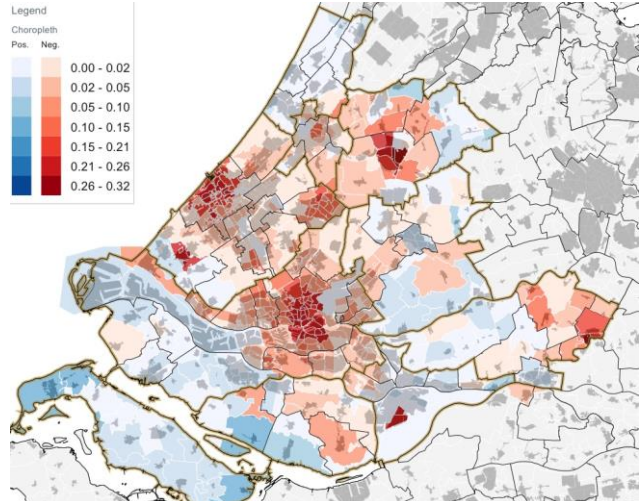 Legend
Choropleth
Pos. Neg.
0.00 - 0.02
0.02 - 0.05
0.05 - 0.10
0.10 - 0.15
0.15 - 0.21
0.21 - 0.26
0.26 - 0.32